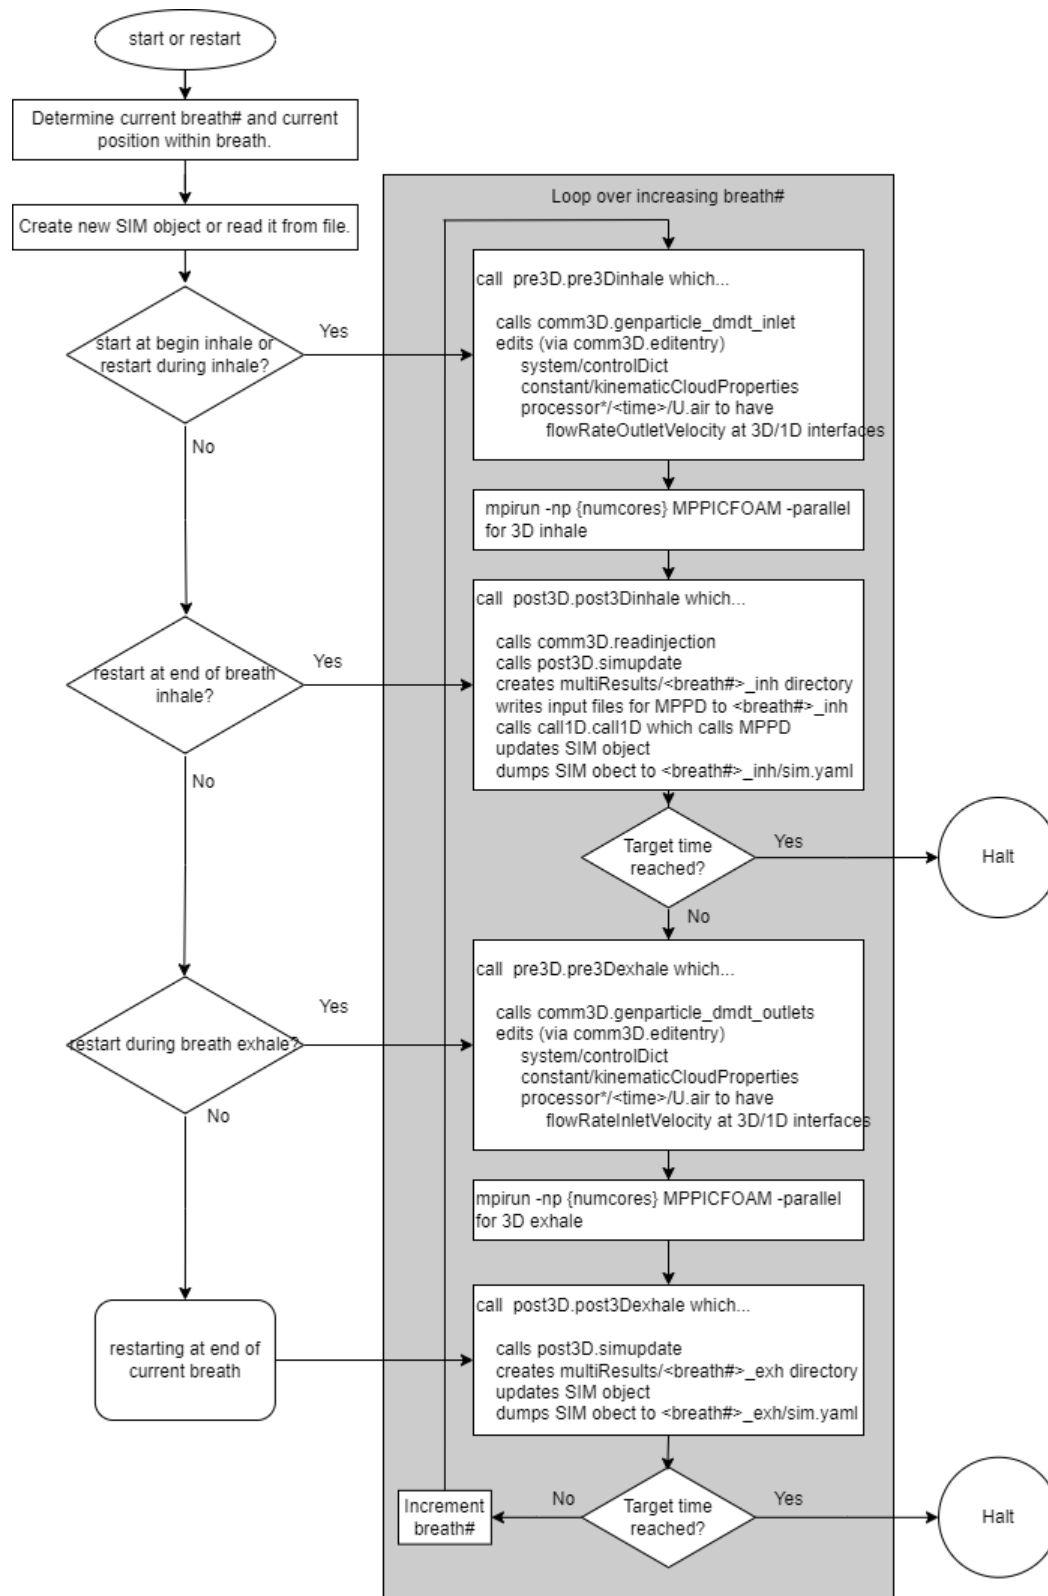 start or restart
Determine current breath# and current
position within breath.
Create new SIM object or read it from file.
start at begin inhale or
restart during inhale?
Yes
No
restart at end of breath
inhale?
Yes
No
restart during breath exhale?
Yes
No
restarting at end of
current breath
Loop over increasing breath#
call  pre3D.pre3Dinhale which...
calls comm3D.genparticle_dmdt_inlet
edits (via comm3D.editentry)
system/controlDict
constant/kinematicCloudProperties
processor*/<time>/U.air to have
flowRateOutletVelocity at 3D/1D interfaces
mpirun -np {numcores} MPPICFOAM -parallel
for 3D inhale
call  post3D.post3Dinhale which...
calls comm3D.readinjection
calls post3D.simupdate
creates multiResults/<breath#>_inh directory
writes input files for MPPD to <breath#>_inh
calls call1D.call1D which calls MPPD
updates SIM object
dumps SIM obect to <breath#>_inh/sim.yaml
Target time
reached?
Yes
Halt
No
call  pre3D.pre3Dexhale which...
calls comm3D.genparticle_dmdt_outlets
edits (via comm3D.editentry)
system/controlDict
constant/kinematicCloudProperties
processor*/<time>/U.air to have
flowRateInletVelocity at 3D/1D interfaces
mpirun -np {numcores} MPPICFOAM -parallel
for 3D exhale
call  post3D.post3Dexhale which...
calls post3D.simupdate
creates multiResults/<breath#>_exh directory
updates SIM object
dumps SIM obect to <breath#>_exh/sim.yaml
Target time
reached?
Yes
Halt
No
Increment
breath#